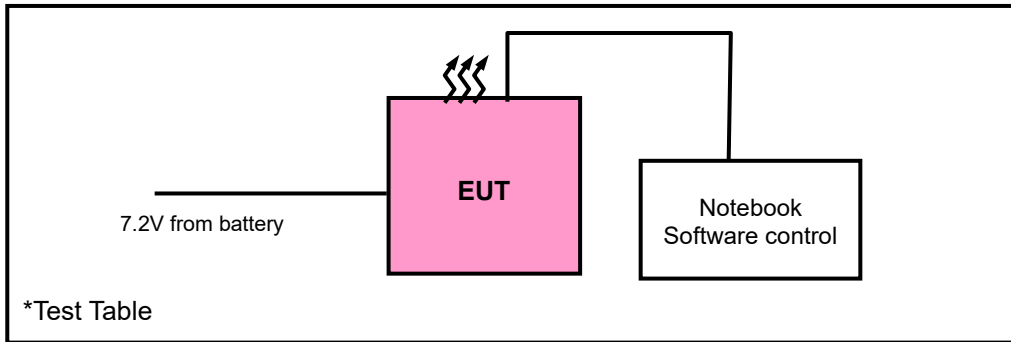 EUT
Notebook
Software control
7.2V from battery
*Test Table